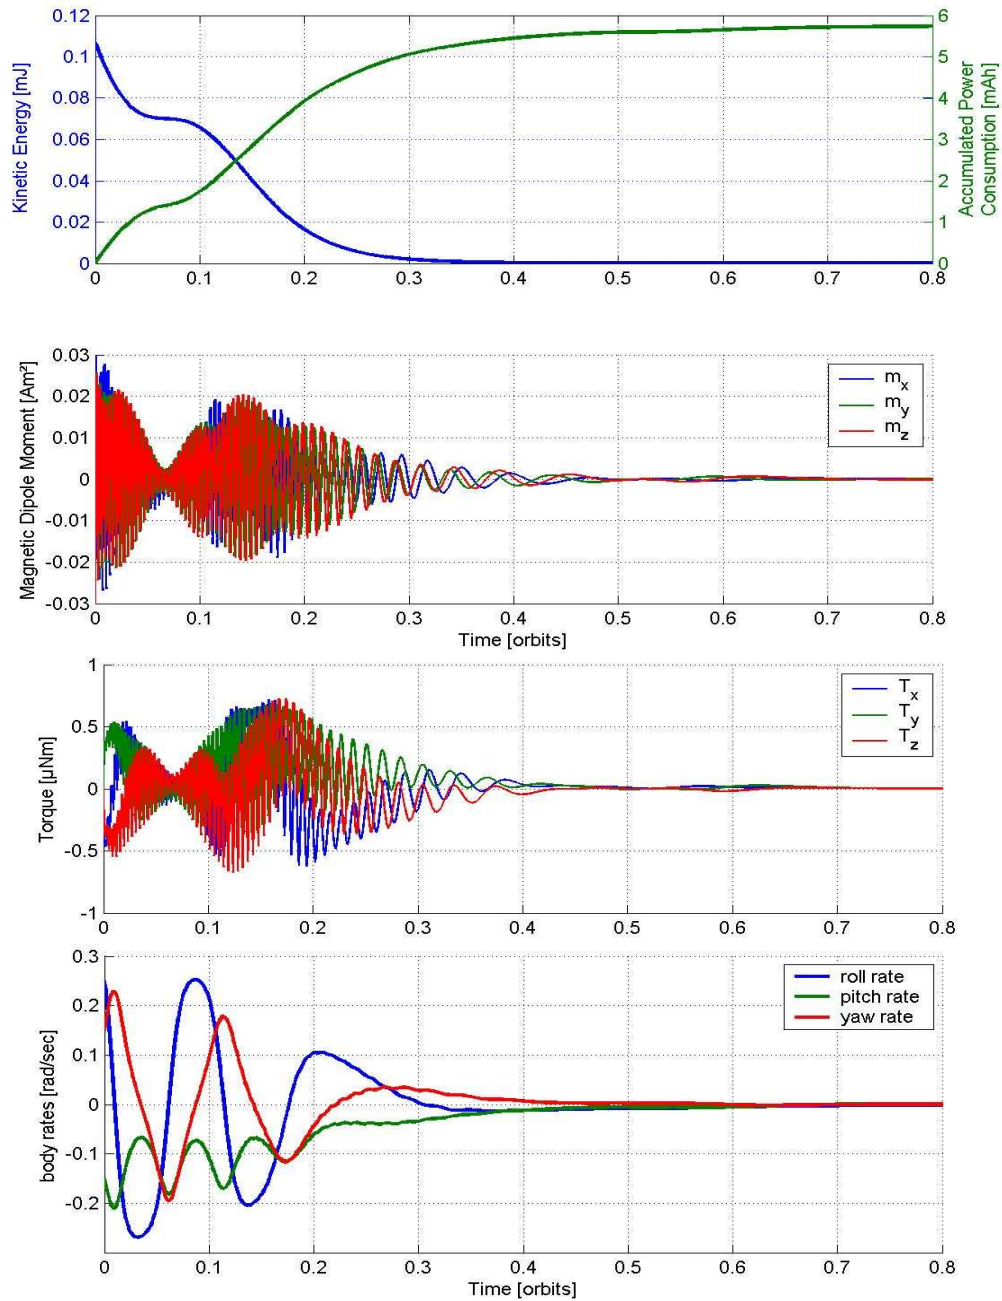 0.12
0.1
0.08
0.06
0.04
0.02
0
Kinetic Energy [mJ]
6
5
4
3
2
1
0
Accumulated Power
Consumption [mAh]
0 0.1 0.2 0.3 0.4 0.5 0.6 0.7 0.8
0.03
0.02
0.01
0
-0.01
-0.02
-0.03
Magnetic Dipole Moment [Am²]
m_x
m_y
m_z
0 0.1 0.2 0.3 0.4 0.5 0.6 0.7 0.8
Time [orbits]
1
0.5
0
-0.5
-1
Torque [µNm]
T_x
T_y
T_z
0 0.1 0.2 0.3 0.4 0.5 0.6 0.7 0.8
0.3
0.2
0.1
0
-0.1
-0.2
body rates [rad/sec]
roll rate
pitch rate
yaw rate
0 0.1 0.2 0.3 0.4 0.5 0.6 0.7 0.8
Time [orbits]